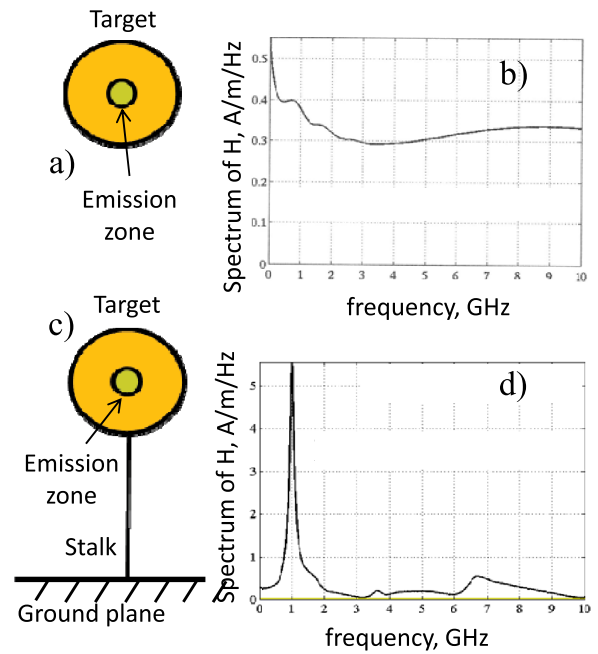 Target
a)
Emission
zone
b)
Spectrum of H, A/m/Hz
0.5
0.4
0.3
0.2
0.1
0
0 1 2 3 4 5 6 7 8 9 10
frequency, GHz
Target
c)
Emission
zone
Stalk
Ground plane
d)
Spectrum of H, A/m/Hz
5
4
3
2
1
0
0 1 2 3 4 5 6 7 8 9 10
frequency, GHz